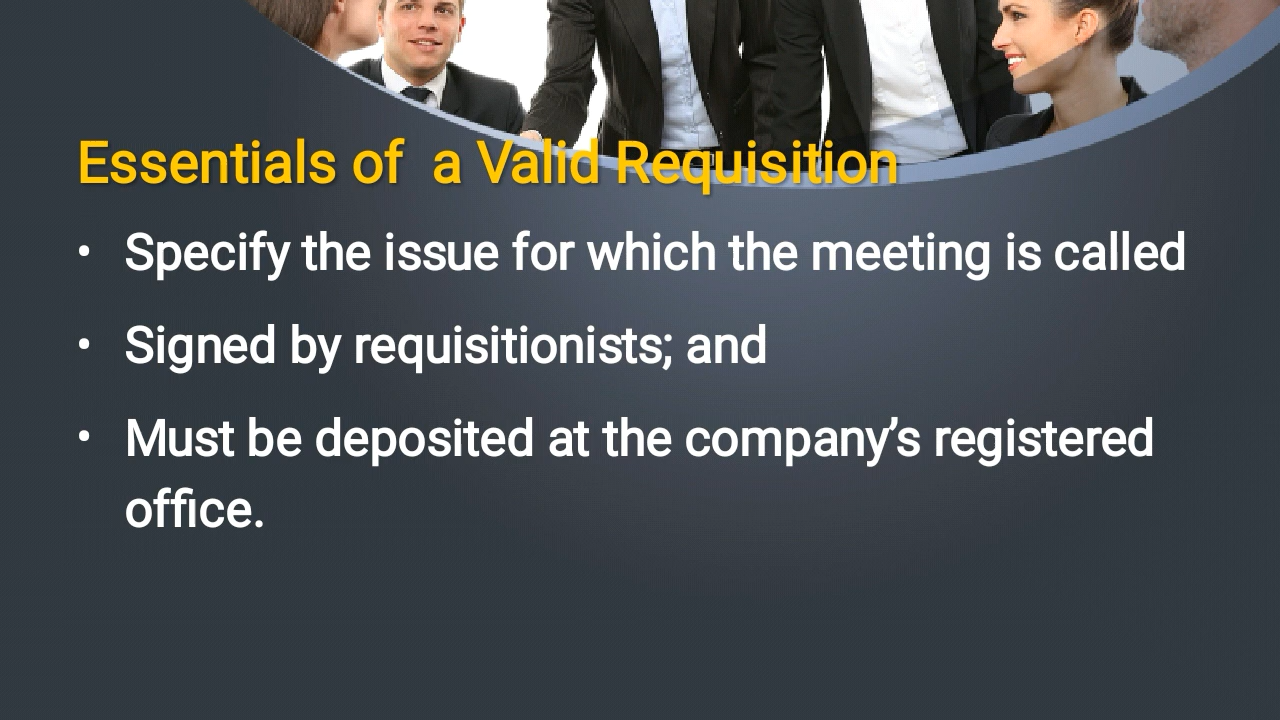 Essentials of  a Valid Requisition
• Specify the issue for which the meeting is called
• Signed by requisitionists; and
• Must be deposited at the company’s registered
office.